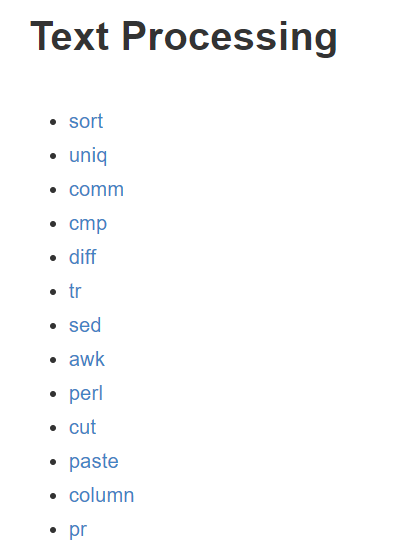 Text Processing
sort
uniq
comm
cmp
diff
tr
sed
awk
perl
cut
paste
column
pr